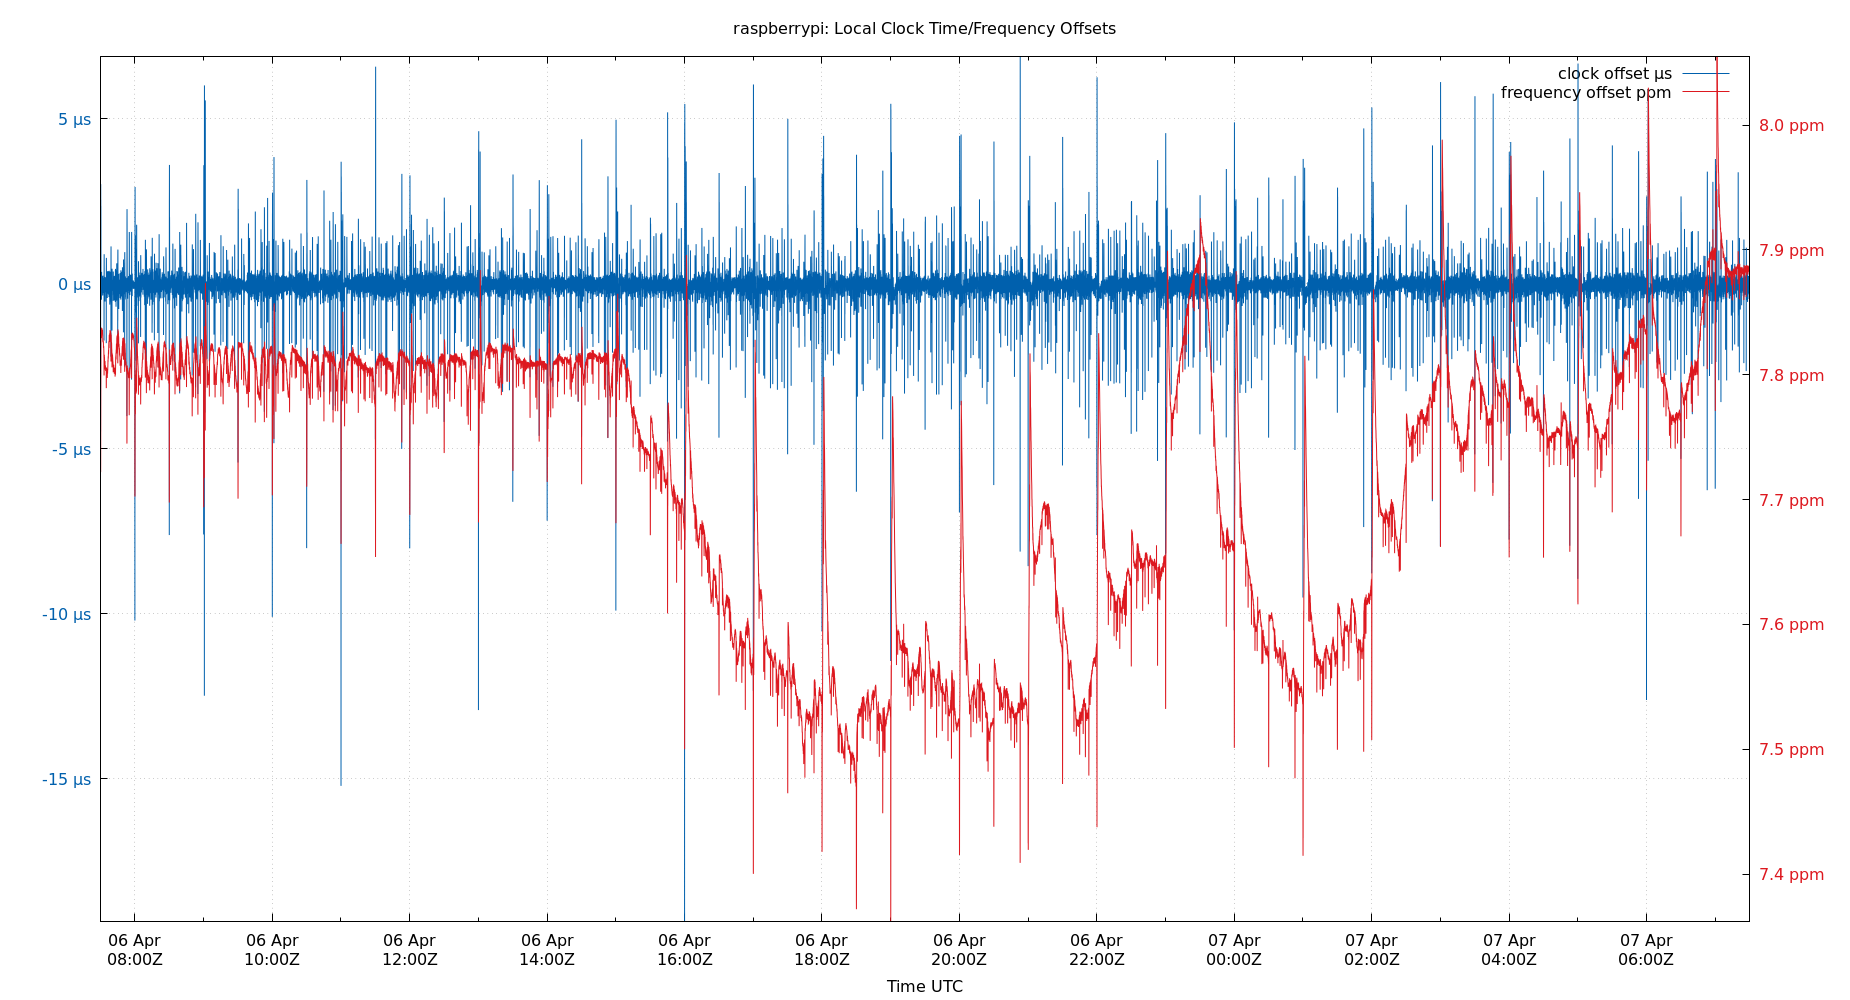 raspberrypi: Local Clock Time/Frequency Offsets
clock offset µs
frequency offset ppm
5 µs
0 µs
-5 µs
-10 µs
-15 µs
8.0 ppm
7.9 ppm
7.8 ppm
7.7 ppm
7.6 ppm
7.5 ppm
7.4 ppm
06 Apr
08:00Z
06 Apr
10:00Z
06 Apr
12:00Z
06 Apr
14:00Z
06 Apr
16:00Z
06 Apr
18:00Z
06 Apr
20:00Z
06 Apr
22:00Z
07 Apr
00:00Z
07 Apr
02:00Z
07 Apr
04:00Z
07 Apr
06:00Z
Time UTC